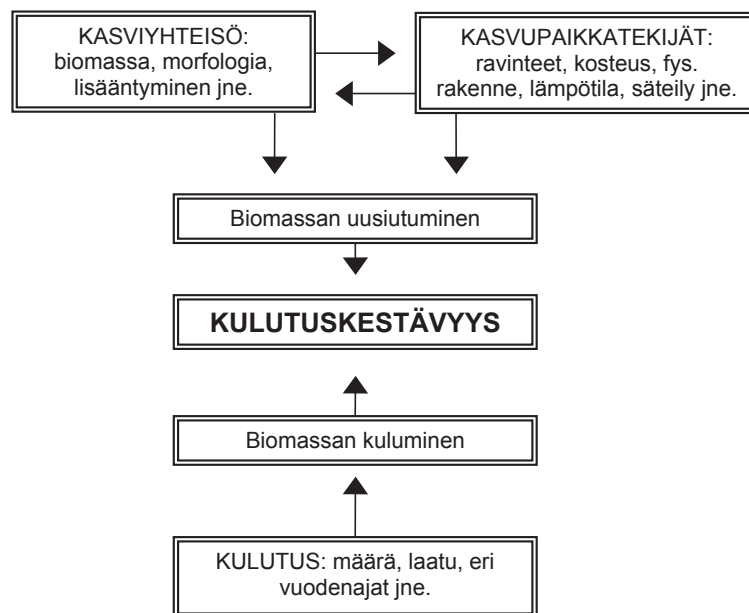 KASVIYHTEISÖ:
biomassa, morfologia,
lisääntyminen jne.
KASVUPAIKKATEKIJÄT:
ravinteet, kosteus, fys.
rakenne, lämpötila, säteily jne.
Biomassan uusiutuminen
KULUTUSKESTÄVYYS
Biomassan kuluminen
KULUTUS: määrä, laatu, eri
vuodenajat jne.